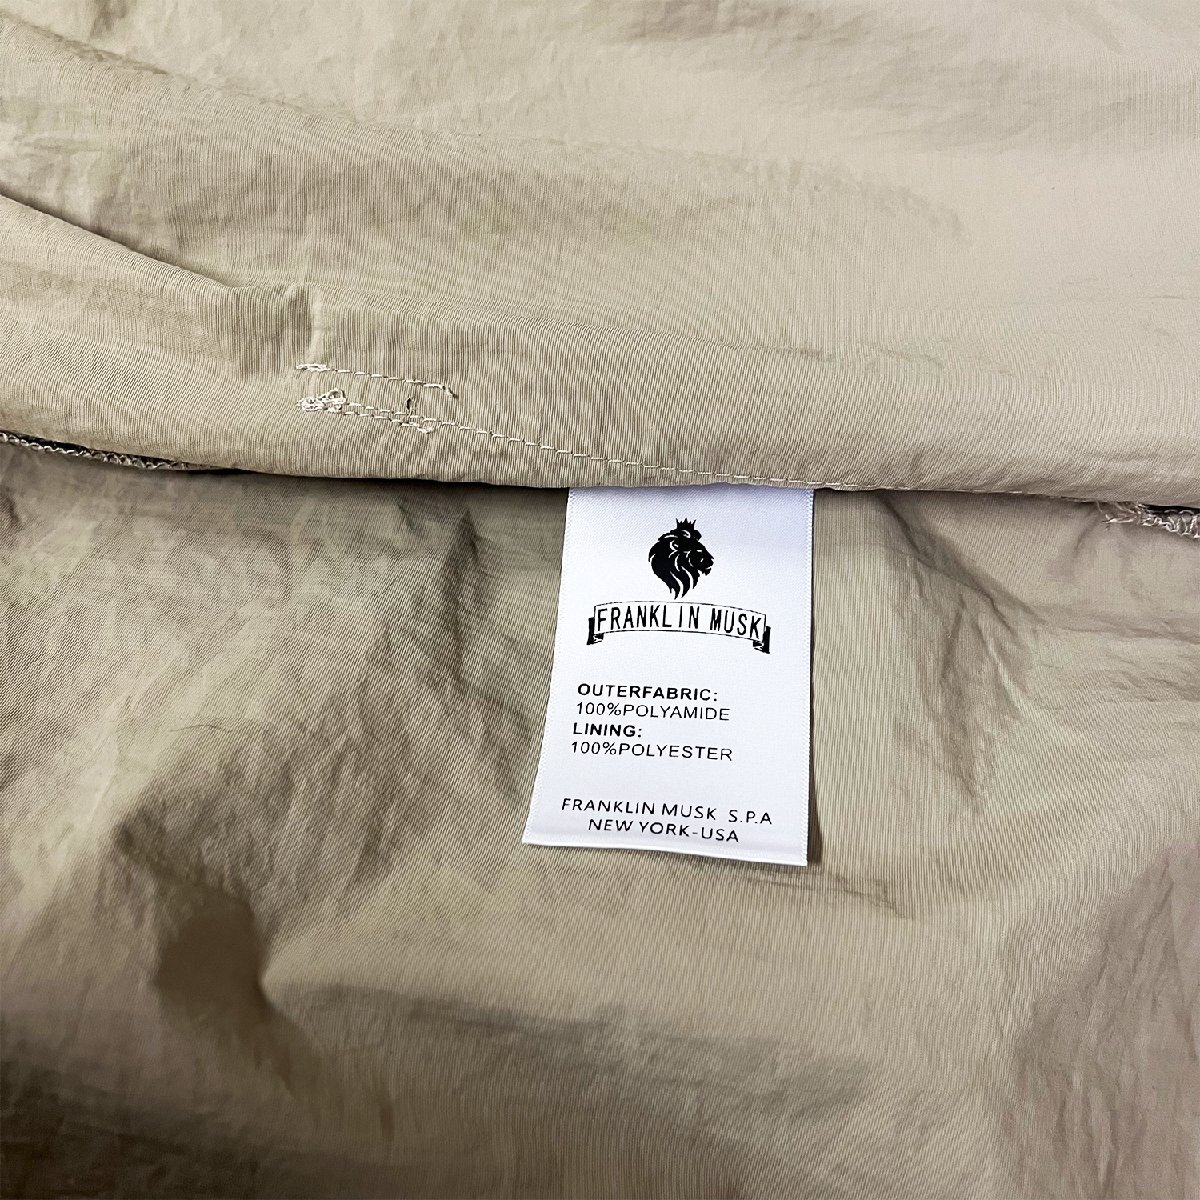 FRANKLIN MUSK
OUTERFABRIC:
100%POLYAMIDE
LINING:
100%POLYESTER
FRANKLIN MUSK S.P.A
NEW YORK-USA